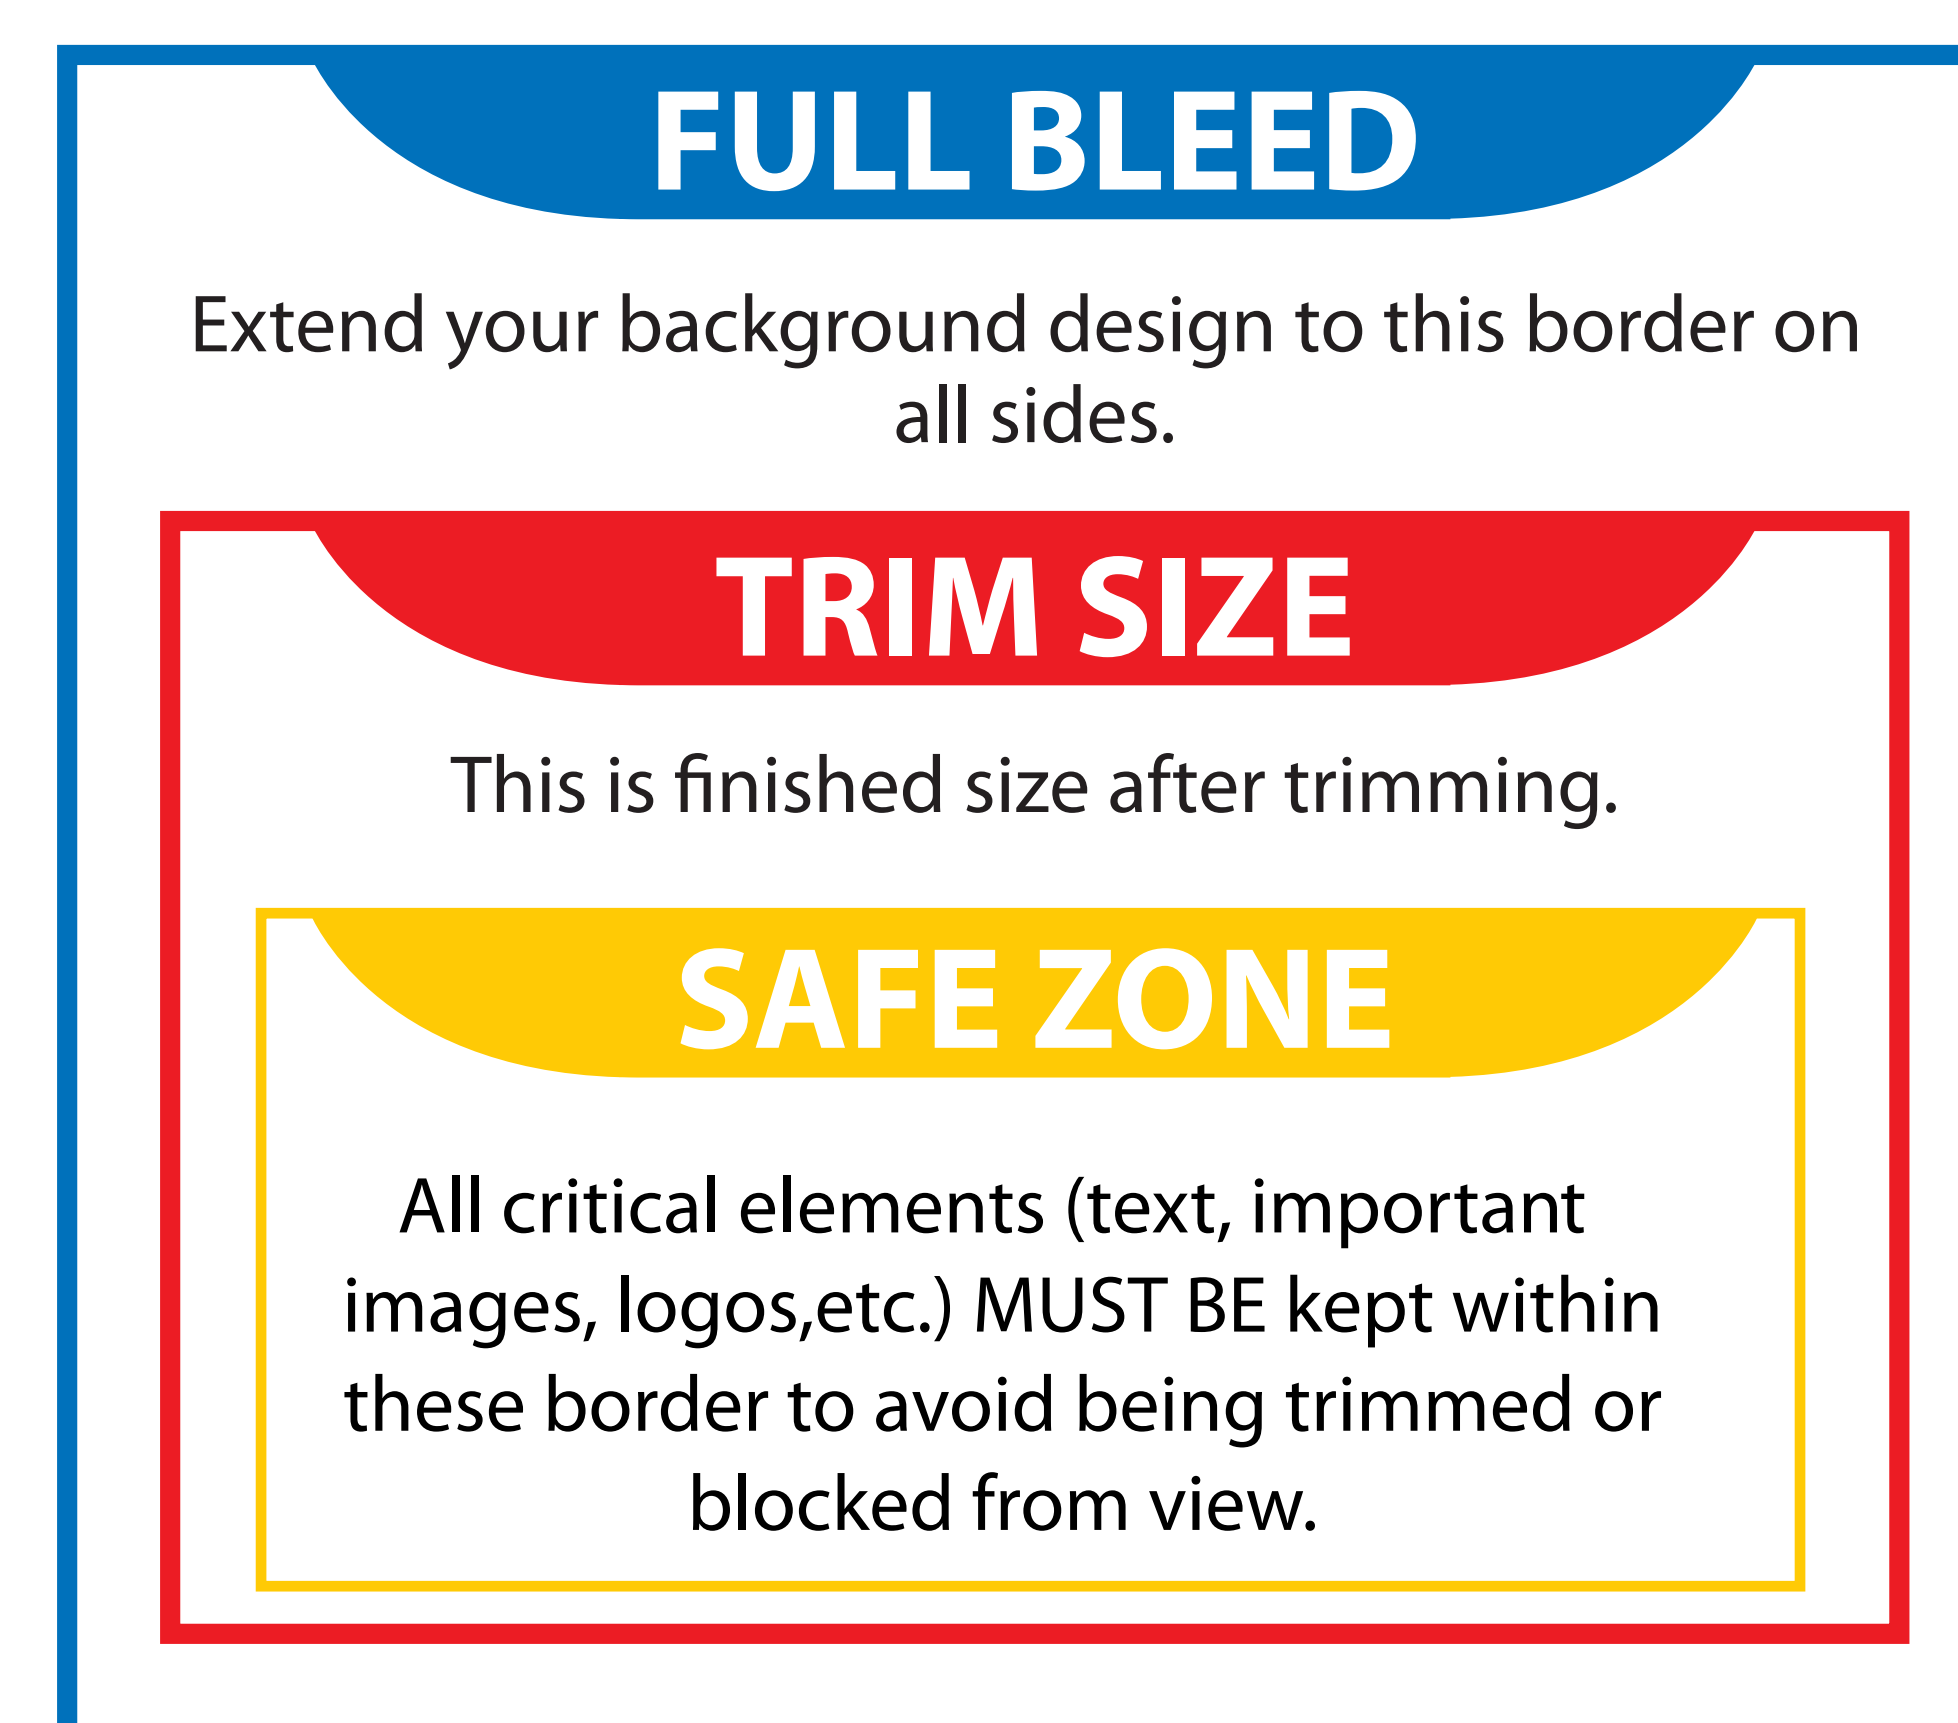 FULL BLEED
Extend your background design to this border on
all sides.
TRIM SIZE
This is finished size after trimming.
SAFE ZONE
All critical elements (text, important
images, logos,etc.) MUST BE kept within
these border to avoid being trimmed or
blocked from view.